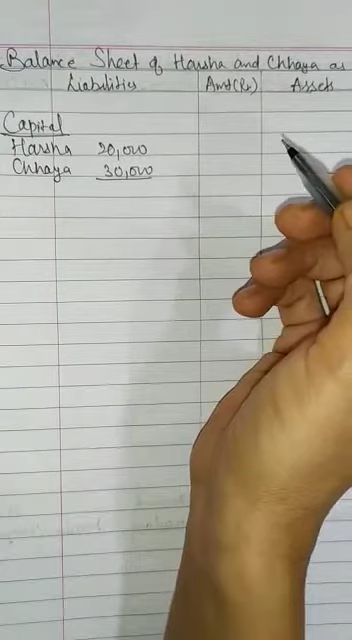 Balance Sheet of Harsha and Chhaya as
Liabilities Amt(Rs) Assets
Capital
Harsha 20,000
Chhaya 30,000